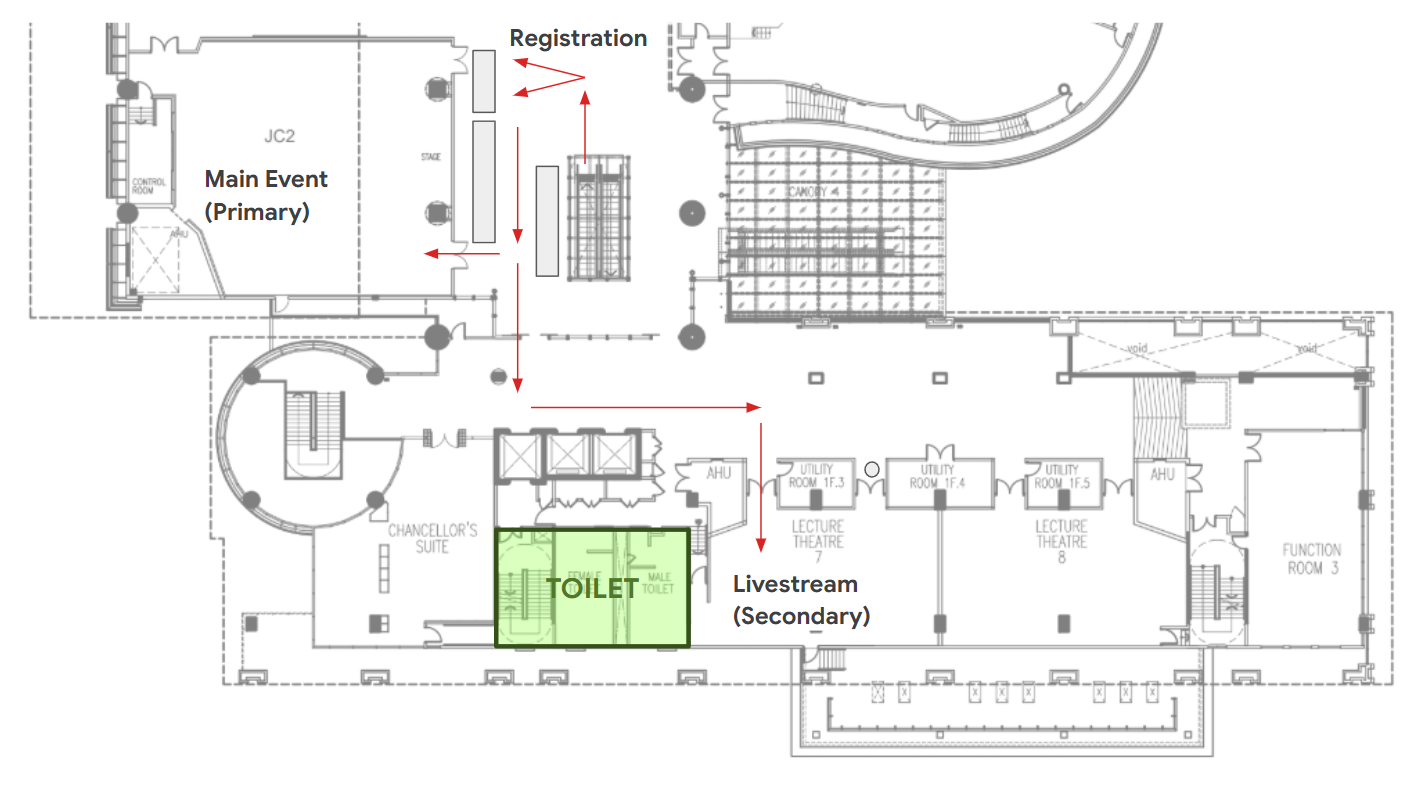 Registration
JC2
STAGE
Main Event
(Primary)
CONTROL
ROOM
AHU
X
CANOPY 4
void
void
AHU
UTILITY
ROOM 1F.3
UTILITY
ROOM 1F.4
UTILITY
ROOM 1F.5
AHU
CHANCELLOR'S
SUITE
LECTURE
THEATRE
7
LECTURE
THEATRE
8
FUNCTION
ROOM 3
FEMALE
TOILET
MALE
TOILET
TOILET
Livestream
(Secondary)
X
X
X
X
X
X
X
X